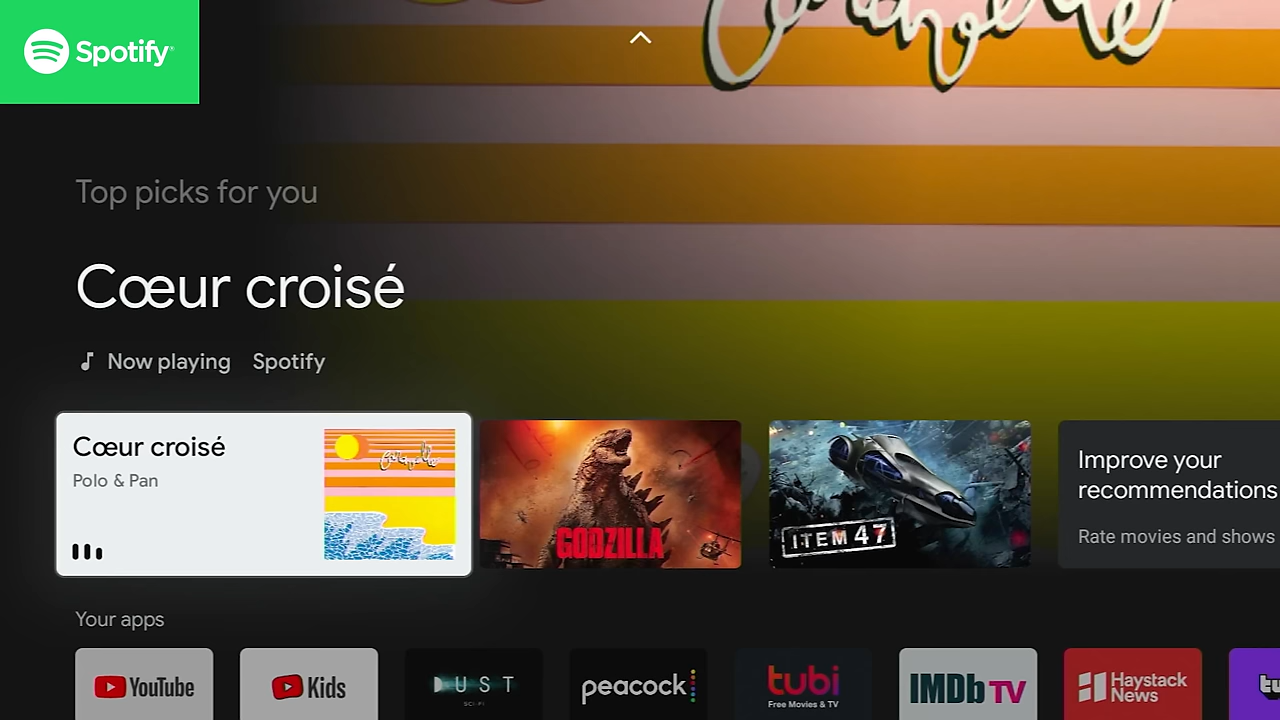 Spotify
Top picks for you
Cœur croisé
Now playing Spotify
Cœur croisé
Polo & Pan
GODZILLA
ITEM 47
Improve your
recommendations
Rate movies and shows
Your apps
YouTube
Kids
DUST
SCI-FI
peacock
tubi
Free Movies & TV
IMDb TV
Haystack
News